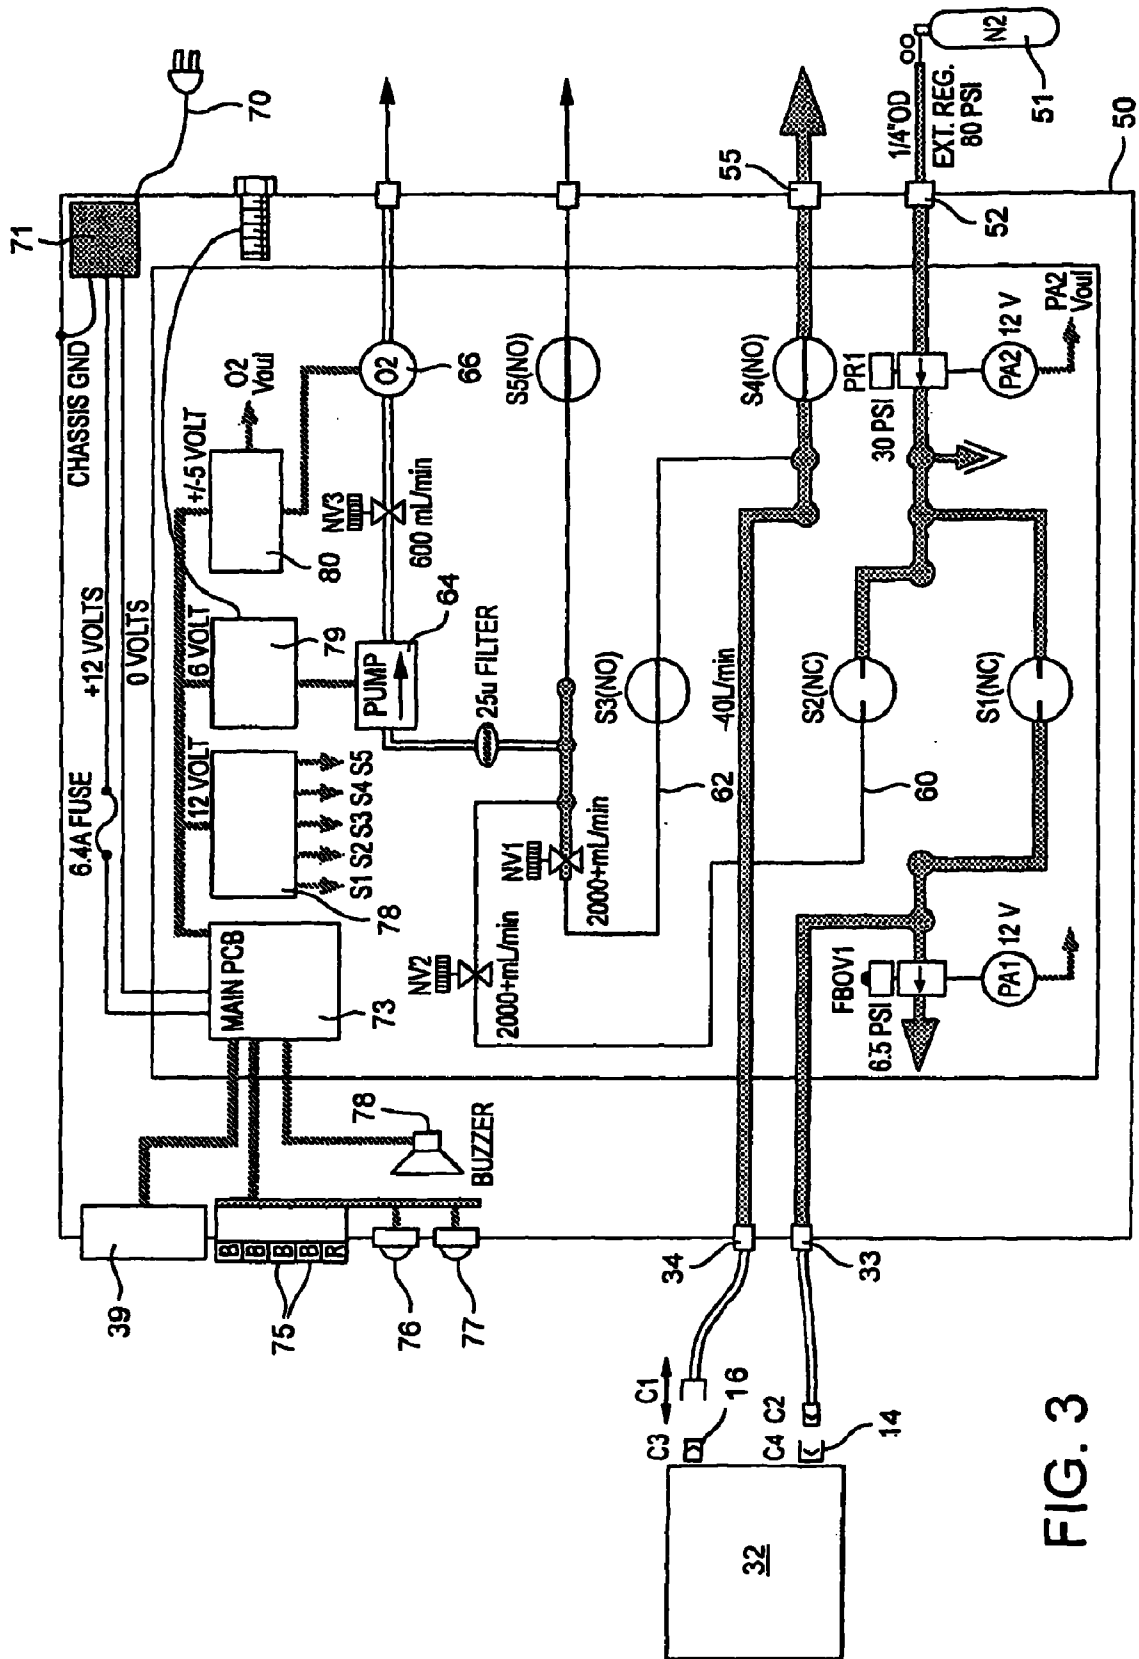 71
70
CHASSIS GND
+12 VOLTS
0 VOLTS
6.4A FUSE
+/-5 VOLT
6 VOLT
12 VOLT
O2
Vout
80
79
78
S1 S2 S3 S4 S5
MAIN PCB
73
39
B
B
B
B
R
75
76
77
78
BUZZER
PUMP
64
NV3
600 mL/min
O2
66
25u FILTER
S5(NO)
NV1
2000+mL/min
NV2
2000+mL/min
S3(NO)
62
~40L/min
S4(NO)
55
1/4"OD
EXT. REG.
80 PSI
N2
51
50
52
PR1
30 PSI
PA2
12 V
PA2
Vout
S2(NC)
60
S1(NC)
FBOV1
6.5 PSI
PA1
12 V
34
33
C1
C3
16
C2
C4
14
32
FIG. 3